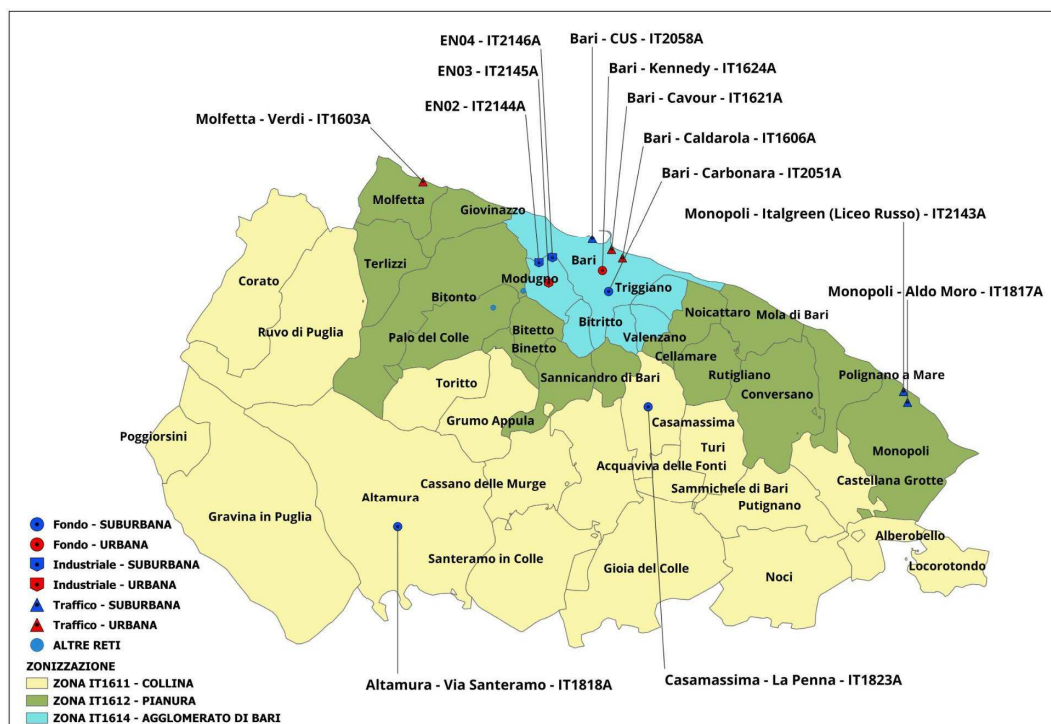 EN04 - IT2146A
Bari - CUS - IT2058A
EN03 - IT2145A
Bari - Kennedy - IT1624A
EN02 - IT2144A
Bari - Cavour - IT1621A
Molfetta - Verdi - IT1603A
Bari - Caldarola - IT1606A
Bari - Carbonara - IT2051A
Monopoli - Italgreen (Liceo Russo) - IT2143A
Monopoli - Aldo Moro - IT1817A
Molfetta
Giovinazzo
Terlizzi
Bari
Corato
Modugno
Triggiano
Bitonto
Noicattaro
Mola di Bari
Ruvo di Puglia
Palo del Colle
Bitetto
Bitritto
Valenzano
Binetto
Cellamare
Toritto
Sannicandro di Bari
Rutigliano
Polignano a Mare
Conversano
Grumo Appula
Casamassima
Poggiorsini
Turi
Monopoli
Acquaviva delle Fonti
Castellana Grotte
Cassano delle Murge
Sammichele di Bari
Altamura
Putignano
Gravina in Puglia
Alberobello
Santeramo in Colle
Gioia del Colle
Noci
Locorotondo
Fondo - SUBURBANA
Fondo - URBANA
Industriale - SUBURBANA
Industriale - URBANA
Traffico - SUBURBANA
Traffico - URBANA
ALTRE RETI
ZONIZZAZIONE
ZONA IT1611 - COLLINA
ZONA IT1612 - PIANURA
ZONA IT1614 - AGGLOMERATO DI BARI
Altamura - Via Santeramo - IT1818A
Casamassima - La Penna - IT1823A